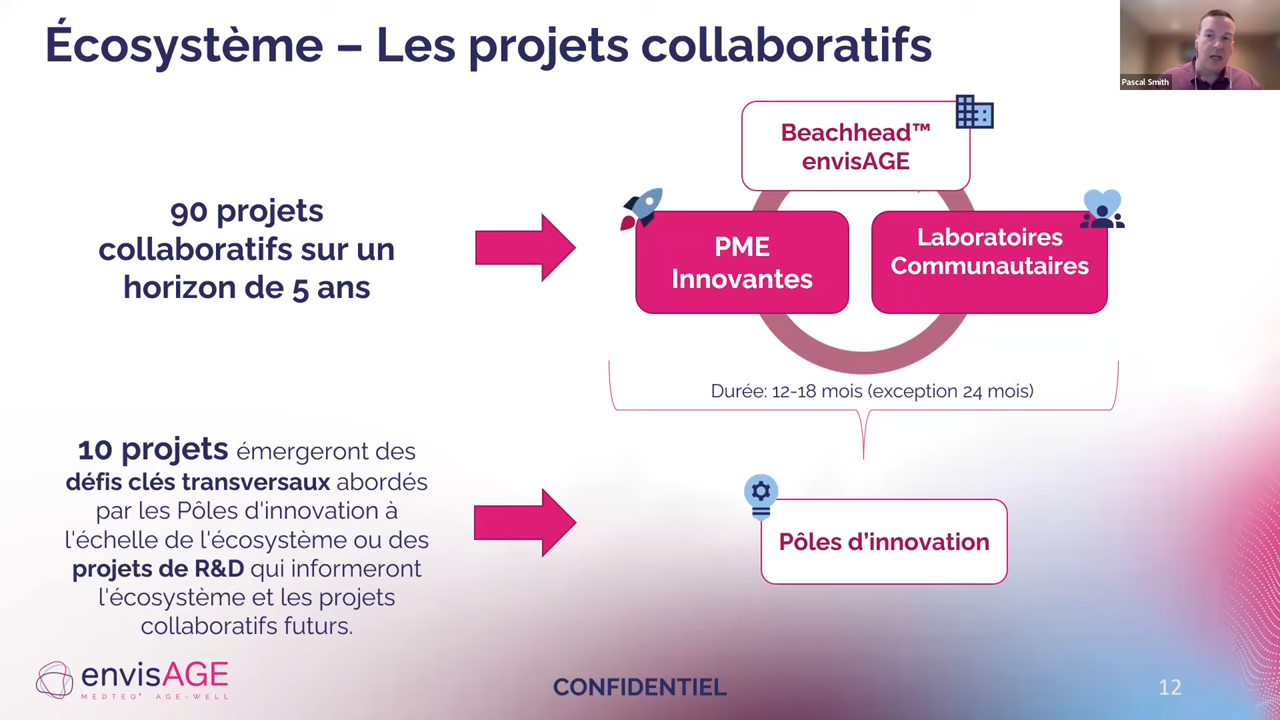 Écosystème – Les projets collaboratifs
Pascal Smith
90 projets
collaboratifs sur un
horizon de 5 ans
Beachhead™
envisAGE
PME
Innovantes
Laboratoires
Communautaires
Durée: 12-18 mois (exception 24 mois)
10 projets émergeront des
défis clés transversaux abordés
par les Pôles d'innovation à
l'échelle de l'écosystème ou des
projets de R&D qui informeront
l'écosystème et les projets
collaboratifs futurs.
Pôles d’innovation
envisAGE
MEDTEQ+ AGE-WELL
CONFIDENTIEL
12